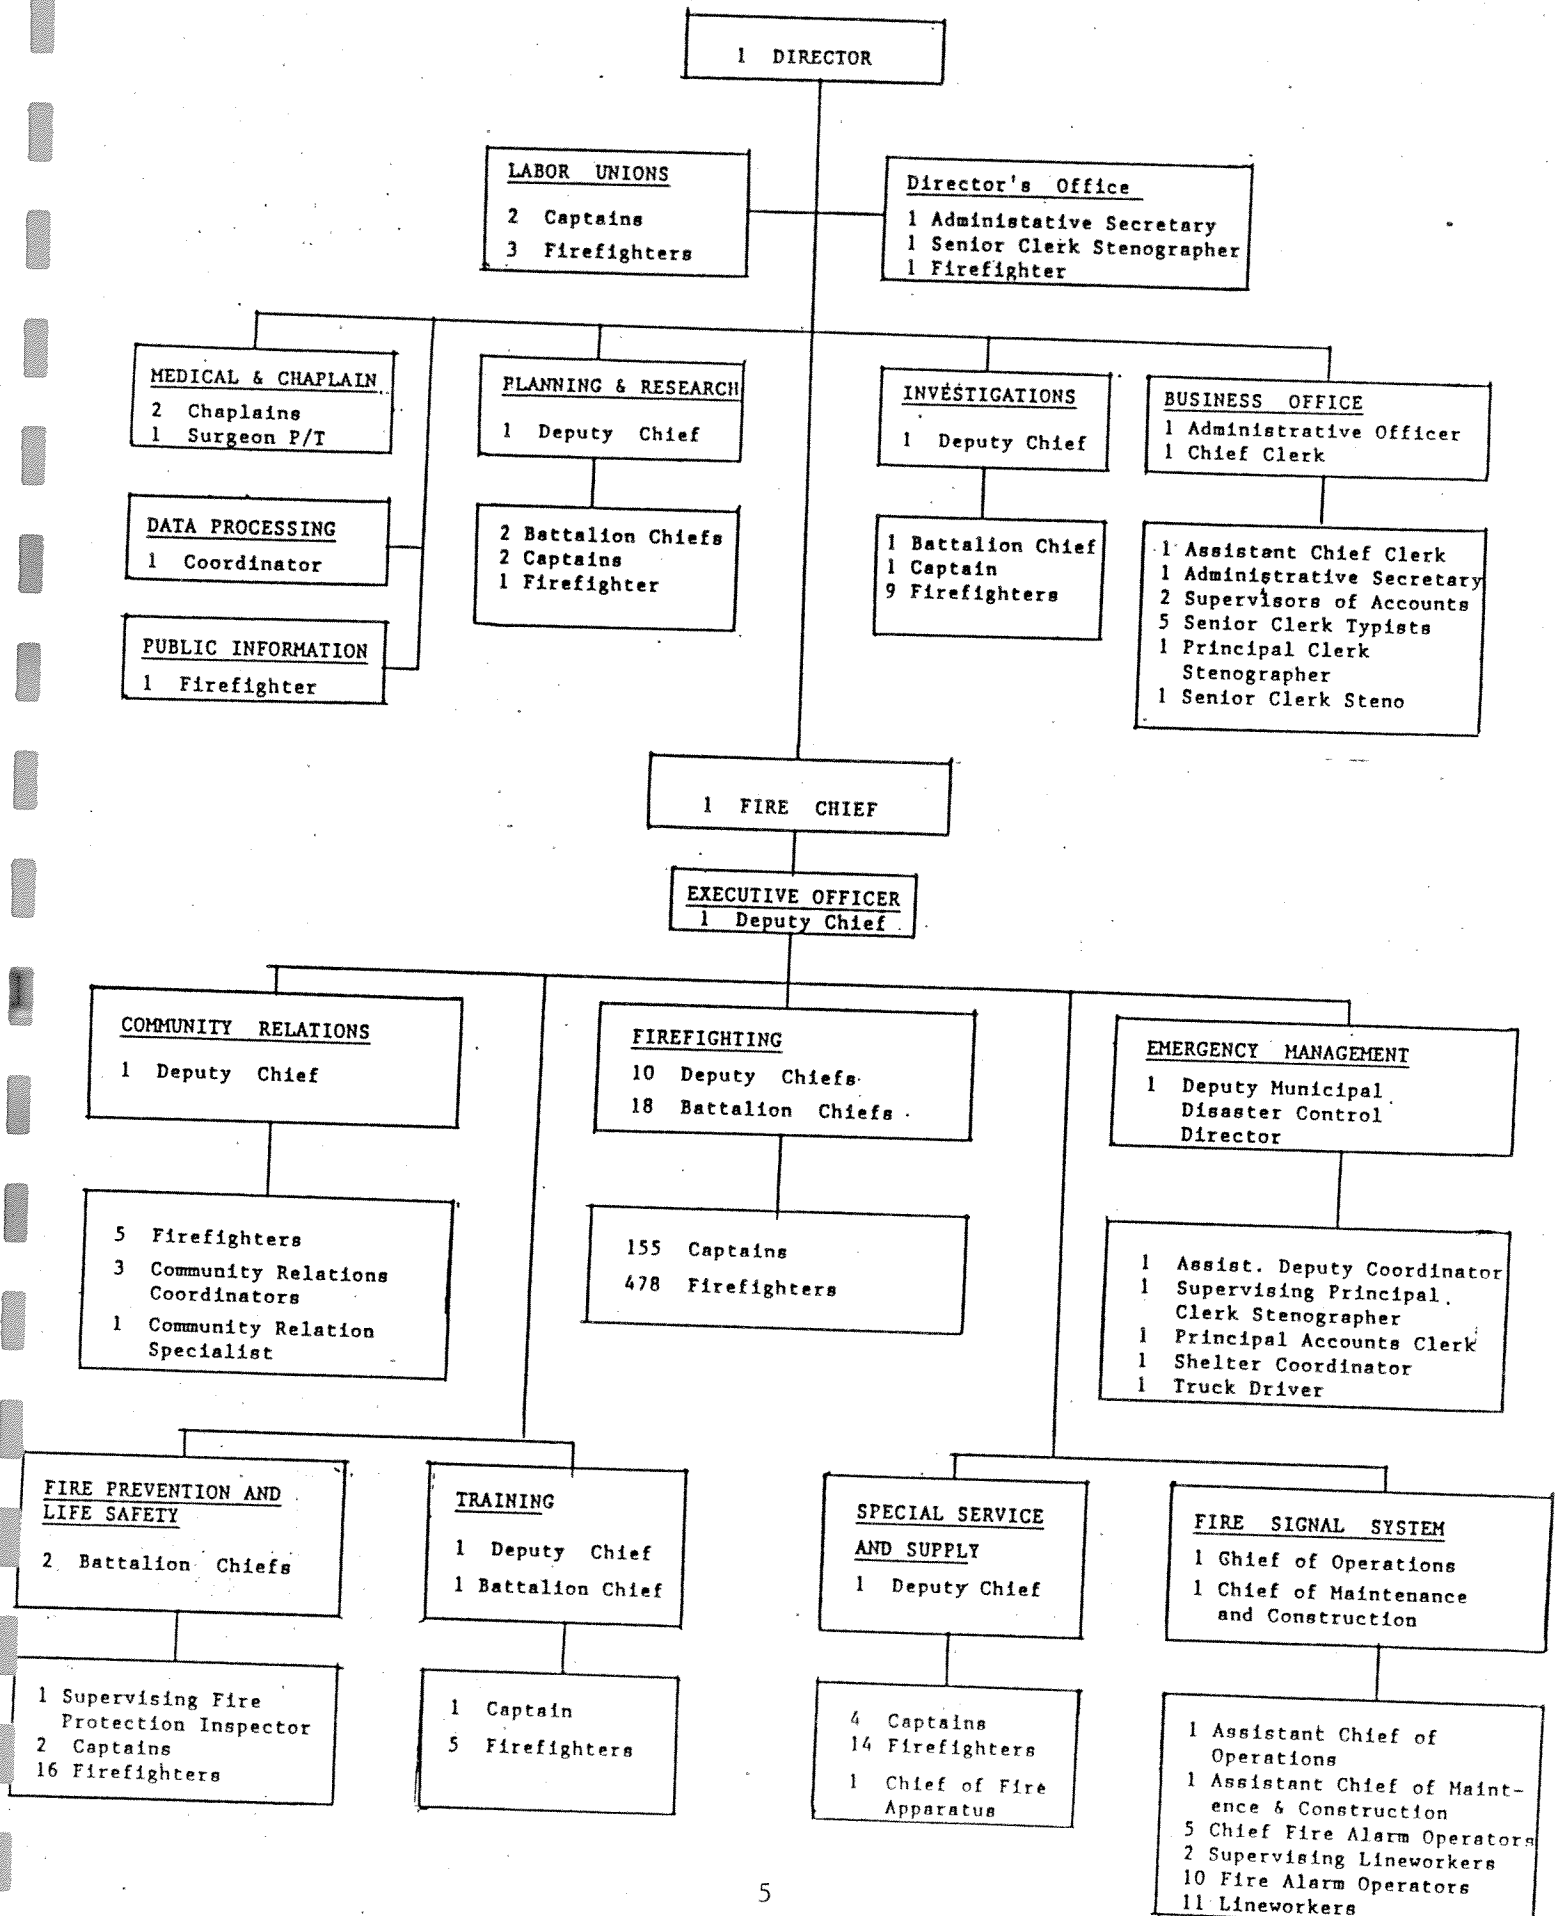 1 DIRECTOR
LABOR UNIONS
2 Captains
3 Firefighters
Director's Office
1 Administative Secretary
1 Senior Clerk Stenographer
1 Firefighter
MEDICAL & CHAPLAIN
2 Chaplains
1 Surgeon P/T
DATA PROCESSING
1 Coordinator
PUBLIC INFORMATION
1 Firefighter
PLANNING & RESEARCH
1 Deputy Chief
2 Battalion Chiefs
2 Captains
1 Firefighter
INVESTIGATIONS
1 Deputy Chief
1 Battalion Chief
1 Captain
9 Firefighters
BUSINESS OFFICE
1 Administrative Officer
1 Chief Clerk
1 Assistant Chief Clerk
1 Administrative Secretary
2 Supervisors of Accounts
5 Senior Clerk Typists
1 Principal Clerk
Stenographer
1 Senior Clerk Steno
1 FIRE CHIEF
EXECUTIVE OFFICER
1 Deputy Chief
COMMUNITY RELATIONS
1 Deputy Chief
5 Firefighters
3 Community Relations
Coordinators
1 Community Relation
Specialist
FIREFIGHTING
10 Deputy Chiefs
18 Battalion Chiefs
155 Captains
478 Firefighters
EMERGENCY MANAGEMENT
1 Deputy Municipal
Disaster Control
Director
1 Assist. Deputy Coordinator
1 Supervising Principal
Clerk Stenographer
1 Principal Accounts Clerk
1 Shelter Coordinator
1 Truck Driver
FIRE PREVENTION AND
LIFE SAFETY
2 Battalion Chiefs
1 Supervising Fire
Protection Inspector
2 Captains
16 Firefighters
TRAINING
1 Deputy Chief
1 Battalion Chief
1 Captain
5 Firefighters
SPECIAL SERVICE
AND SUPPLY
1 Deputy Chief
4 Captains
14 Firefighters
1 Chief of Fire
Apparatus
FIRE SIGNAL SYSTEM
1 Ghief of Operations
1 Chief of Maintenance
and Construction
1 Assistant Chief of
Operations
1 Assistant Chief of Maint-
ence & Construction
5 Chief Fire Alarm Operators
2 Supervising Lineworkers
10 Fire Alarm Operators
11 Lineworkers
5